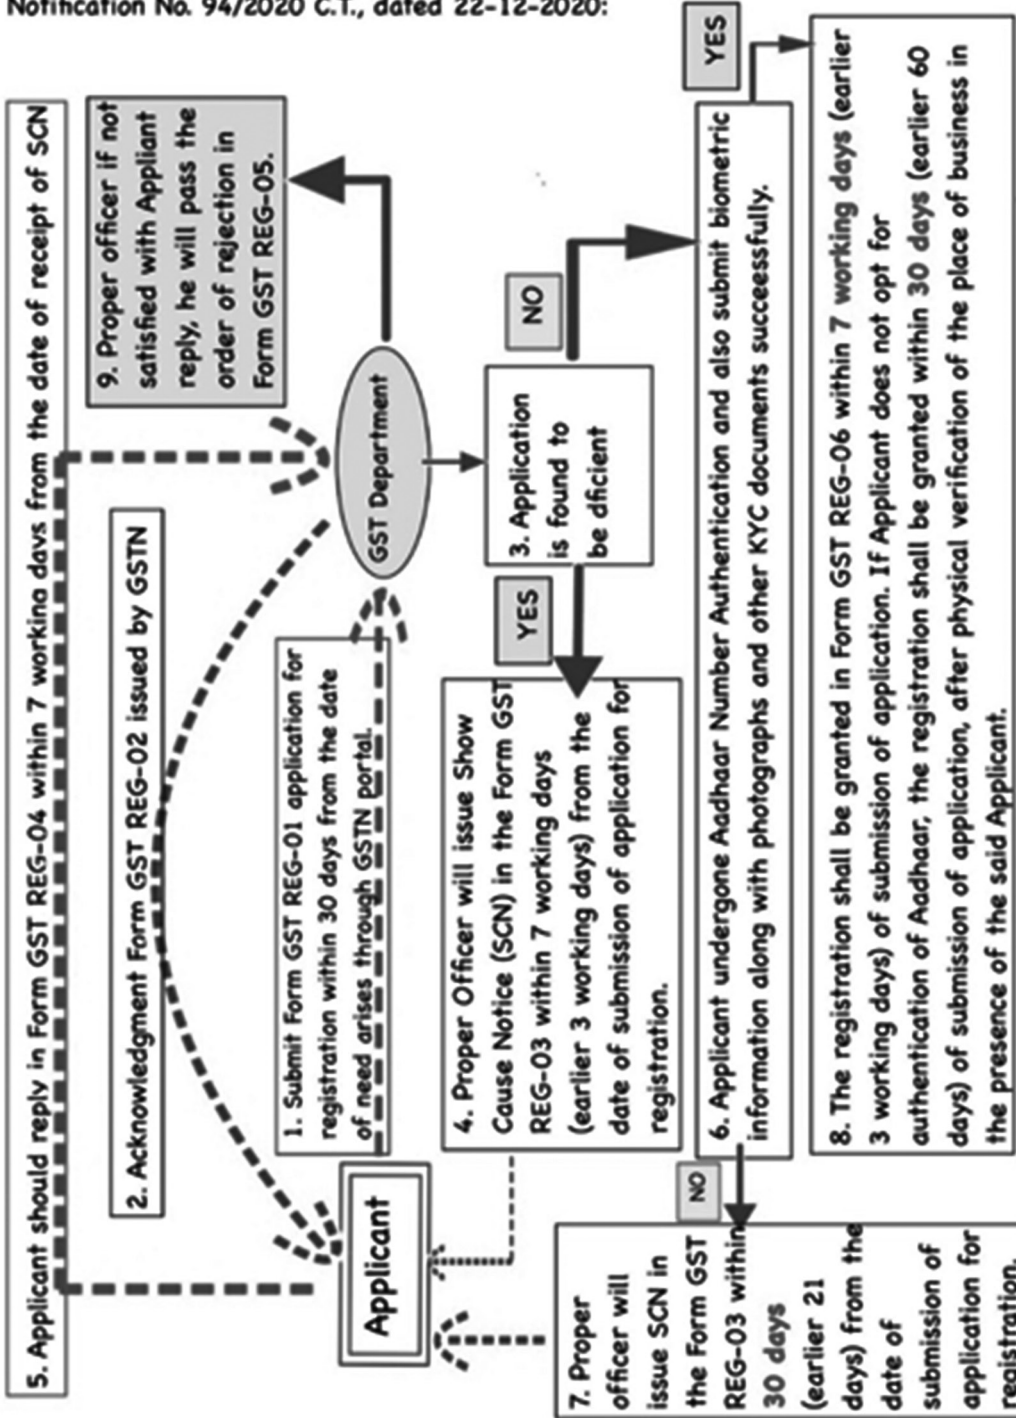 Notification No. 94/2020 C.T., dated 22-12-2020:
5. Applicant should reply in Form GST REG-04 within 7 working days from the date of receipt of SCN
2. Acknowledgment Form GST REG-02 issued by GSTN
9. Proper officer if not
satisfied with Appliant
reply, he will pass the
order of rejection in
Form GST REG-05.
1. Submit Form GST REG-01 application for
registration within 30 days from the date
of need arises through GSTN portal.
Applicant
GST Department
3. Application
is found to
be dficient
YES
NO
4. Proper Officer will issue Show
Cause Notice (SCN) in the Form GST
REG-03 within 7 working days
(earlier 3 working days) from the
date of submission of application for
registration.
6. Applicant undergone Aadhaar Number Authentication and also submit biometric
information along with photographs and other KYC documents successfully.
NO
YES
7. Proper
officer will
issue SCN in
the Form GST
REG-03 within
30 days
(earlier 21
days) from the
date of
submission of
application for
registration.
8. The registration shall be granted in Form GST REG-06 within 7 working days (earlier
3 working days) of submission of application. If Applicant does not opt for
authentication of Aadhaar, the registration shall be granted within 30 days (earlier 60
days) of submission of application, after physical verification of the place of business in
the presence of the said Applicant.